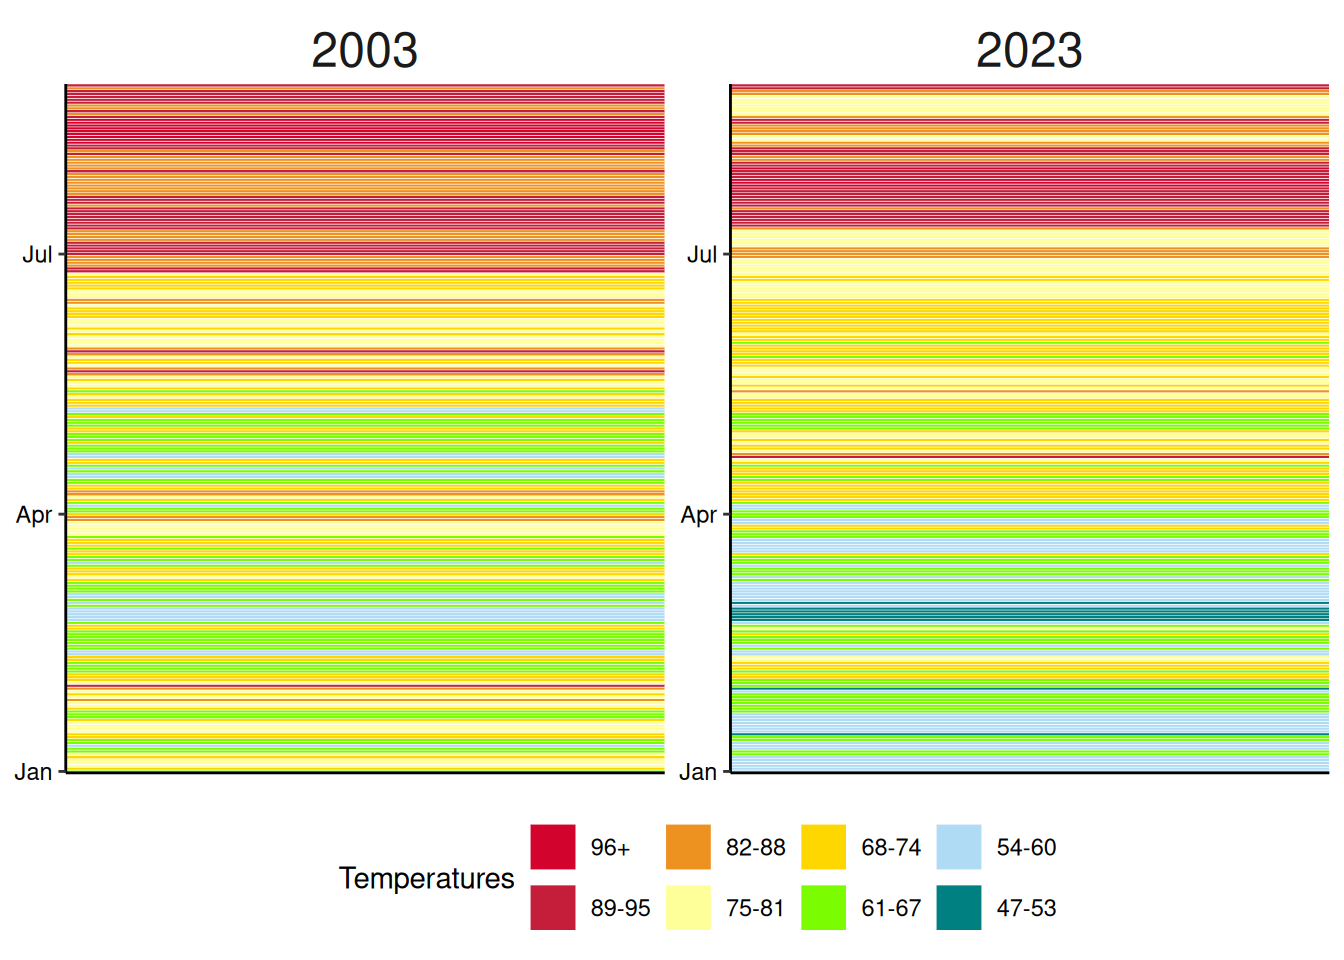 2003 2023
Jul Jul
Apr Apr
Jan Jan
Temperatures
96+ 82-88 68-74 54-60
89-95 75-81 61-67 47-53